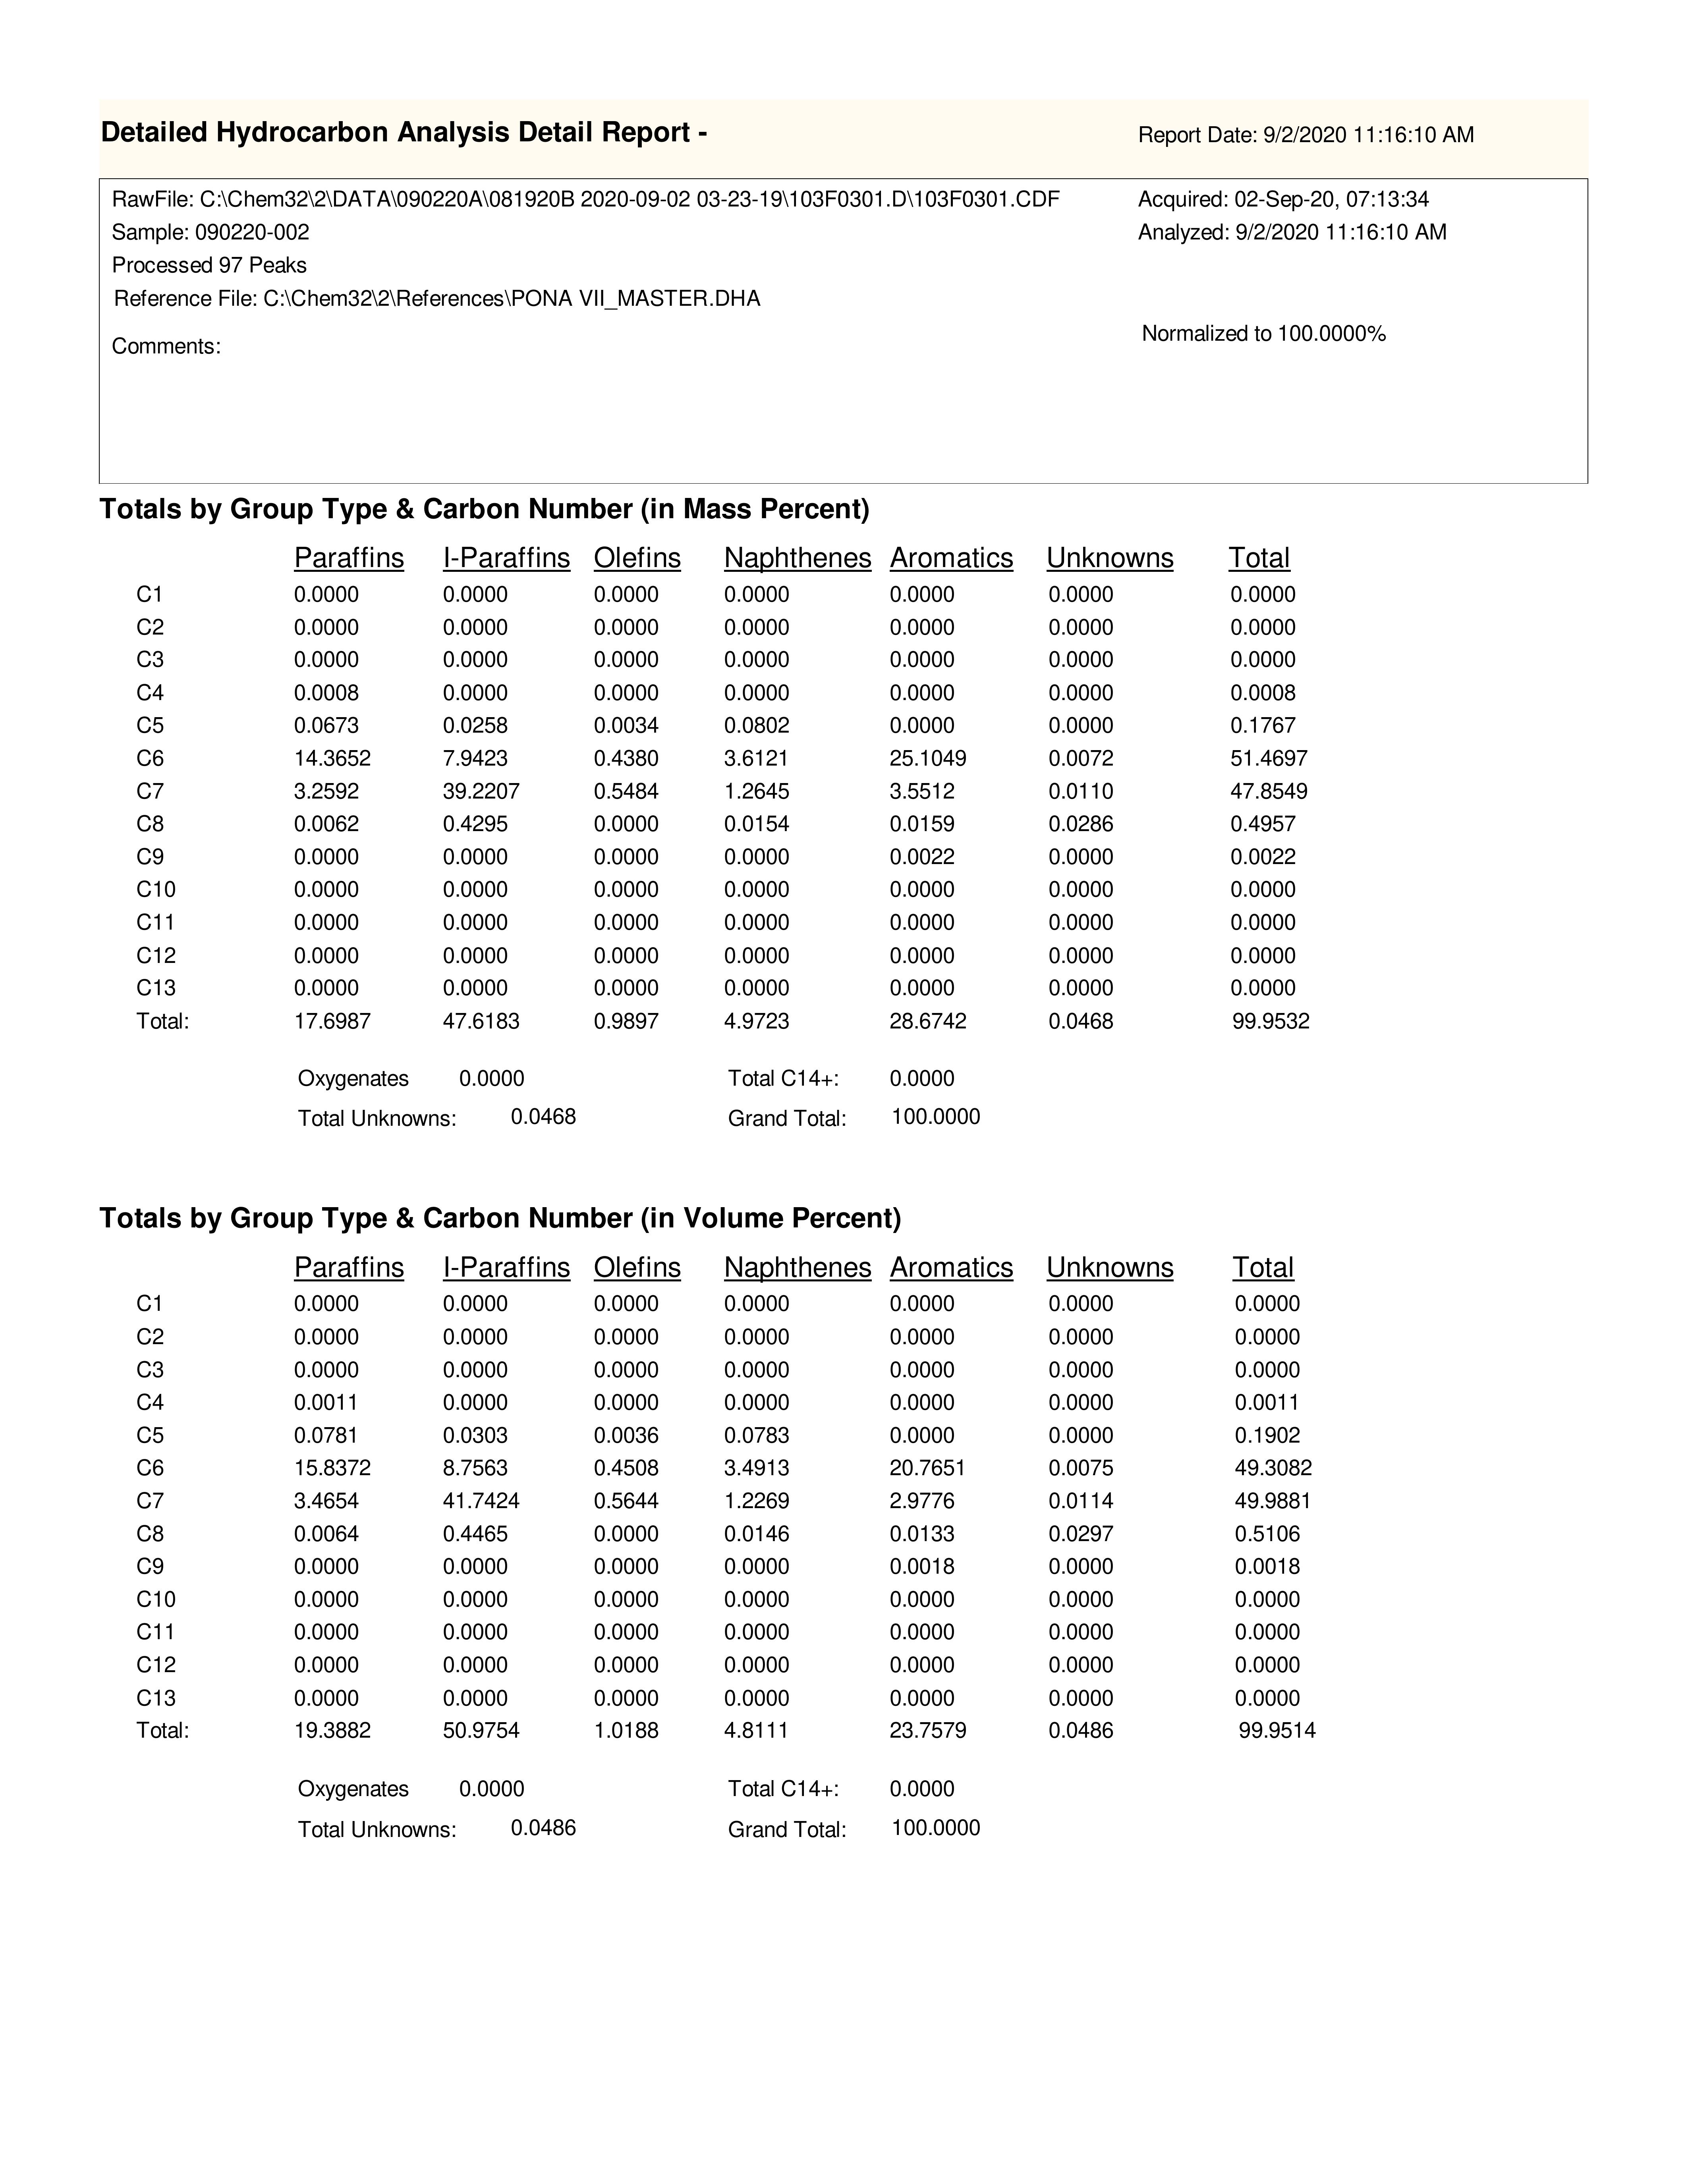 Detailed Hydrocarbon Analysis Detail Report - Report Date: 9/2/2020 11:16:10 AM
RawFile: C:\Chem32\2\DATA\090220A\081920B 2020-09-02 03-23-19\103F0301.D\103F0301.CDF Acquired: 02-Sep-20, 07:13:34
Sample: 090220-002 Analyzed: 9/2/2020 11:16:10 AM
Processed 97 Peaks
Reference File: C:\Chem32\2\References\PONA VII_MASTER.DHA
Normalized to 100.0000%
Comments:
Totals by Group Type & Carbon Number (in Mass Percent)
Paraffins I-Paraffins Olefins Naphthenes Aromatics Unknowns Total
C1 0.0000 0.0000 0.0000 0.0000 0.0000 0.0000 0.0000
C2 0.0000 0.0000 0.0000 0.0000 0.0000 0.0000 0.0000
C3 0.0000 0.0000 0.0000 0.0000 0.0000 0.0000 0.0000
C4 0.0008 0.0000 0.0000 0.0000 0.0000 0.0000 0.0008
C5 0.0673 0.0258 0.0034 0.0802 0.0000 0.0000 0.1767
C6 14.3652 7.9423 0.4380 3.6121 25.1049 0.0072 51.4697
C7 3.2592 39.2207 0.5484 1.2645 3.5512 0.0110 47.8549
C8 0.0062 0.4295 0.0000 0.0154 0.0159 0.0286 0.4957
C9 0.0000 0.0000 0.0000 0.0000 0.0022 0.0000 0.0022
C10 0.0000 0.0000 0.0000 0.0000 0.0000 0.0000 0.0000
C11 0.0000 0.0000 0.0000 0.0000 0.0000 0.0000 0.0000
C12 0.0000 0.0000 0.0000 0.0000 0.0000 0.0000 0.0000
C13 0.0000 0.0000 0.0000 0.0000 0.0000 0.0000 0.0000
Total: 17.6987 47.6183 0.9897 4.9723 28.6742 0.0468 99.9532
Oxygenates 0.0000 Total C14+: 0.0000
Total Unknowns: 0.0468 Grand Total: 100.0000
Totals by Group Type & Carbon Number (in Volume Percent)
Paraffins I-Paraffins Olefins Naphthenes Aromatics Unknowns Total
C1 0.0000 0.0000 0.0000 0.0000 0.0000 0.0000 0.0000
C2 0.0000 0.0000 0.0000 0.0000 0.0000 0.0000 0.0000
C3 0.0000 0.0000 0.0000 0.0000 0.0000 0.0000 0.0000
C4 0.0011 0.0000 0.0000 0.0000 0.0000 0.0000 0.0011
C5 0.0781 0.0303 0.0036 0.0783 0.0000 0.0000 0.1902
C6 15.8372 8.7563 0.4508 3.4913 20.7651 0.0075 49.3082
C7 3.4654 41.7424 0.5644 1.2269 2.9776 0.0114 49.9881
C8 0.0064 0.4465 0.0000 0.0146 0.0133 0.0297 0.5106
C9 0.0000 0.0000 0.0000 0.0000 0.0018 0.0000 0.0018
C10 0.0000 0.0000 0.0000 0.0000 0.0000 0.0000 0.0000
C11 0.0000 0.0000 0.0000 0.0000 0.0000 0.0000 0.0000
C12 0.0000 0.0000 0.0000 0.0000 0.0000 0.0000 0.0000
C13 0.0000 0.0000 0.0000 0.0000 0.0000 0.0000 0.0000
Total: 19.3882 50.9754 1.0188 4.8111 23.7579 0.0486 99.9514
Oxygenates 0.0000 Total C14+: 0.0000
Total Unknowns: 0.0486 Grand Total: 100.0000